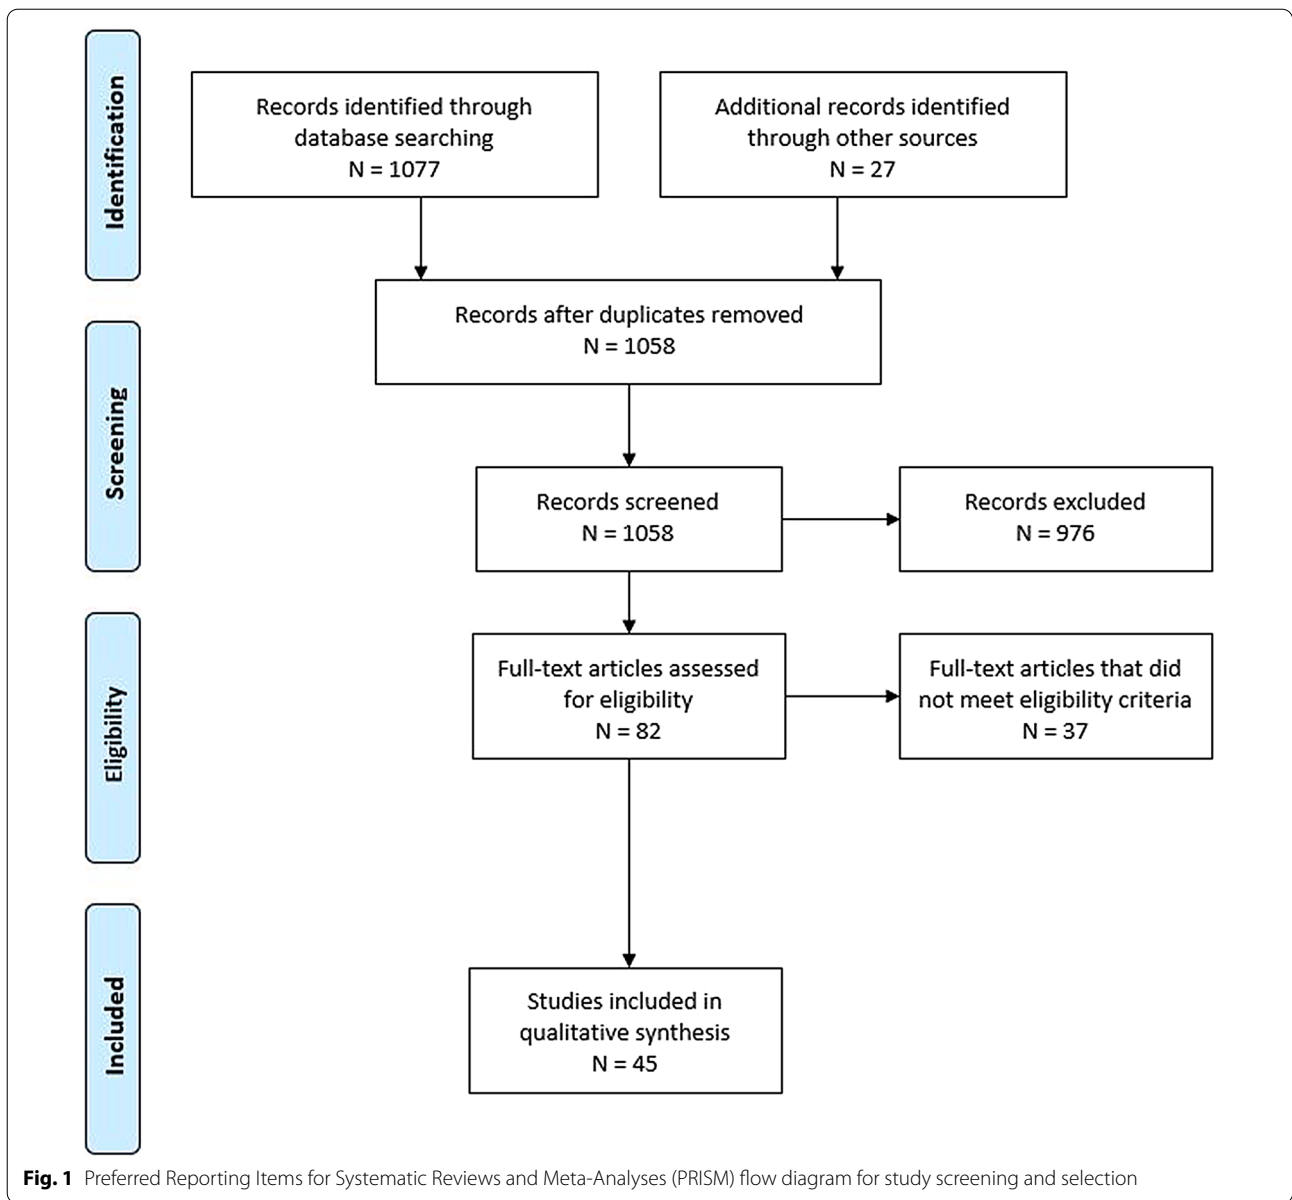 Identification
Records identified through
database searching
N = 1077
Additional records identified
through other sources
N = 27
Records after duplicates removed
N = 1058
Screening
Records screened
N = 1058
Records excluded
N = 976
Eligibility
Full-text articles assessed
for eligibility
N = 82
Full-text articles that did
not meet eligibility criteria
N = 37
Included
Studies included in
qualitative synthesis
N = 45
Fig. 1 Preferred Reporting Items for Systematic Reviews and Meta-Analyses (PRISM) flow diagram for study screening and selection